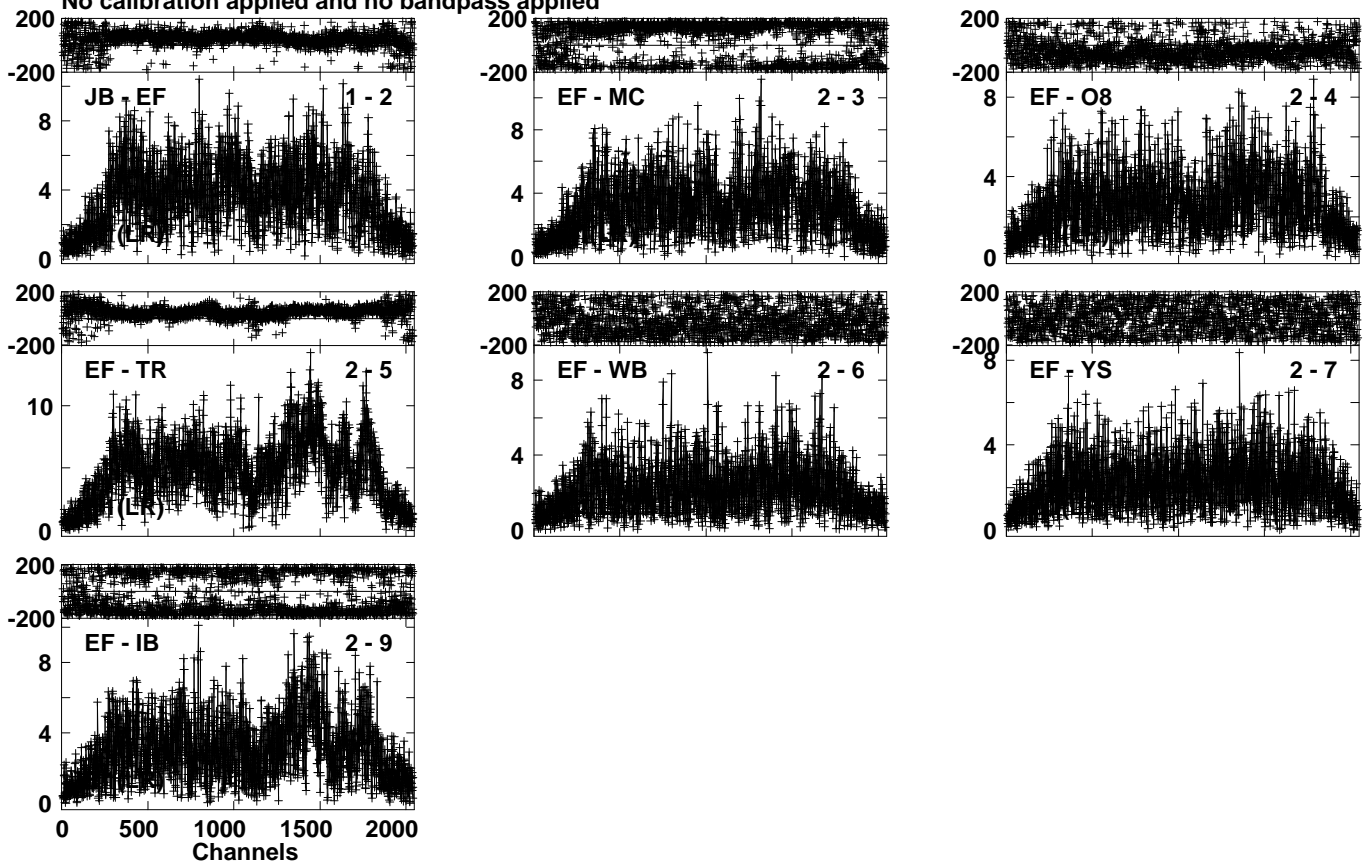 No calibration applied and no bandpass applied
200
-200
JB - EF 1 - 2
8
4
(LR)
0
200
-200
EF - MC 2 - 3
8
4
0
200
-200
EF - O8 2 - 4
8
4
0
200
-200
EF - TR 2 - 5
10
(LR)
0
200
-200
EF - WB 2 - 6
8
4
0
200
-200
EF - YS 2 - 7
8
4
0
200
-200
EF - IB 2 - 9
8
4
0
0 500 1000 1500 2000
Channels